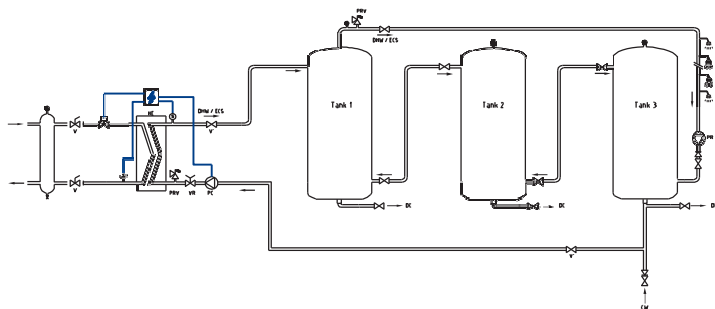 PRV
DHW / ECS
DHW / ECS
HE
V
V
Tank 1
Tank 2
Tank 3
PR
V
PRV
VR
PC
DC
DC
V
CW